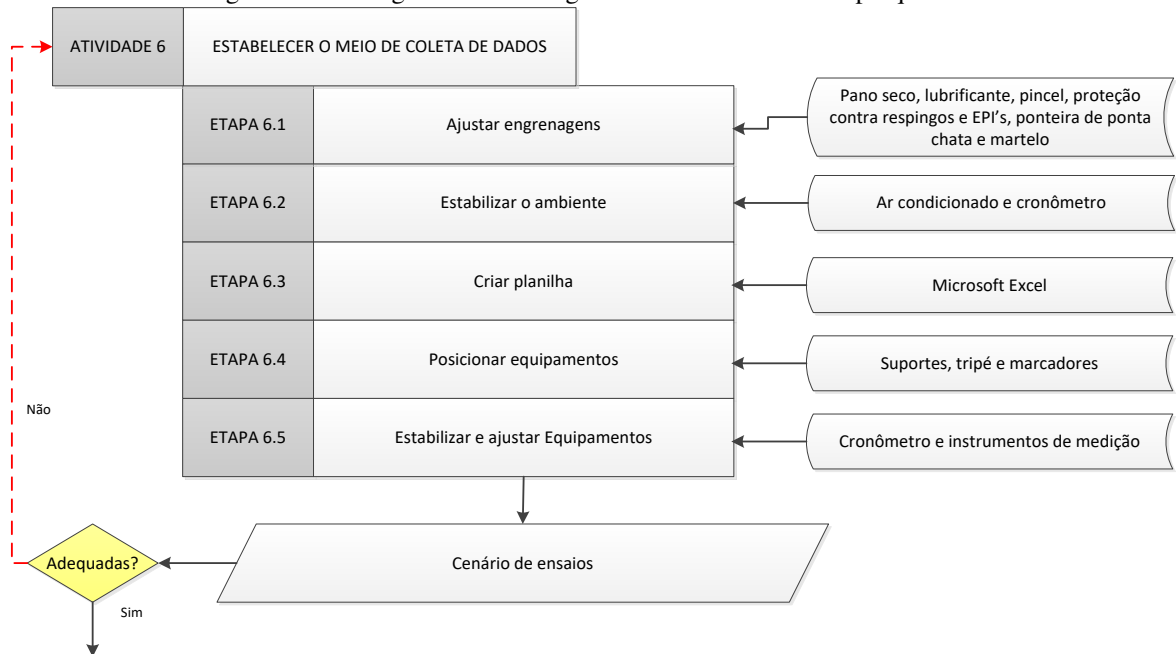 ATIVIDADE 6
ESTABELECER O MEIO DE COLETA DE DADOS
ETAPA 6.1
Ajustar engrenagens
Pano seco, lubrificante, pincel, proteção
contra respingos e EPI's, ponteira de ponta
chata e martelo
ETAPA 6.2
Estabilizar o ambiente
Ar condicionado e cronômetro
ETAPA 6.3
Criar planilha
Microsoft Excel
ETAPA 6.4
Posicionar equipamentos
Suportes, tripé e marcadores
Não
ETAPA 6.5
Estabilizar e ajustar Equipamentos
Cronômetro e instrumentos de medição
Adequadas?
Cenário de ensaios
Sim